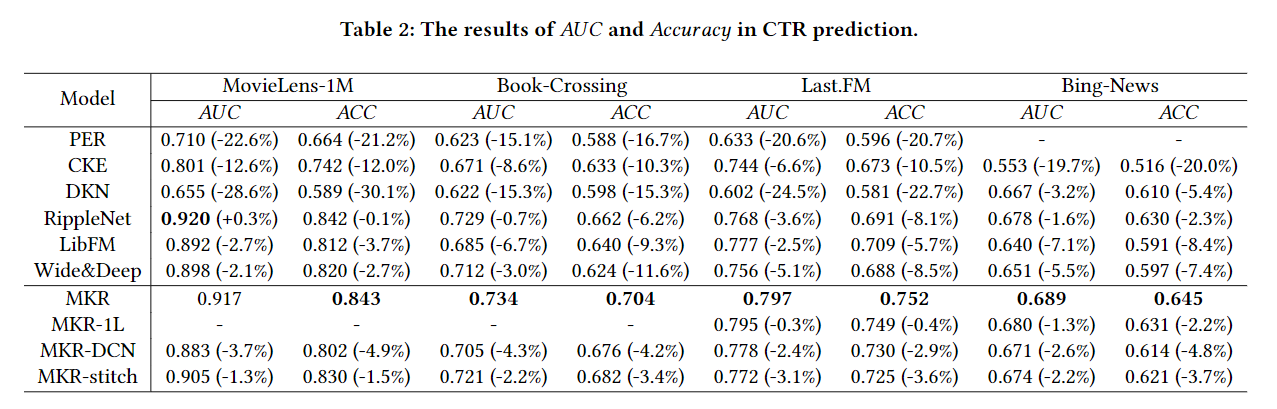 Table 2: The results of AUC and Accuracy in CTR prediction.
Model MovieLens-1M Book-Crossing Last.FM Bing-News
AUC ACC AUC ACC AUC ACC AUC ACC
PER 0.710 (-22.6%) 0.664 (-21.2%) 0.623 (-15.1%) 0.588 (-16.7%) 0.633 (-20.6%) 0.596 (-20.7%) - -
CKE 0.801 (-12.6%) 0.742 (-12.0%) 0.671 (-8.6%) 0.633 (-10.3%) 0.744 (-6.6%) 0.673 (-10.5%) 0.553 (-19.7%) 0.516 (-20.0%)
DKN 0.655 (-28.6%) 0.589 (-30.1%) 0.622 (-15.3%) 0.598 (-15.3%) 0.602 (-24.5%) 0.581 (-22.7%) 0.667 (-3.2%) 0.610 (-5.4%)
RippleNet 0.920 (+0.3%) 0.842 (-0.1%) 0.729 (-0.7%) 0.662 (-6.2%) 0.768 (-3.6%) 0.691 (-8.1%) 0.678 (-1.6%) 0.630 (-2.3%)
LibFM 0.892 (-2.7%) 0.812 (-3.7%) 0.685 (-6.7%) 0.640 (-9.3%) 0.777 (-2.5%) 0.709 (-5.7%) 0.640 (-7.1%) 0.591 (-8.4%)
Wide&Deep 0.898 (-2.1%) 0.820 (-2.7%) 0.712 (-3.0%) 0.624 (-11.6%) 0.756 (-5.1%) 0.688 (-8.5%) 0.651 (-5.5%) 0.597 (-7.4%)
MKR 0.917 0.843 0.734 0.704 0.797 0.752 0.689 0.645
MKR-1L - - - - 0.795 (-0.3%) 0.749 (-0.4%) 0.680 (-1.3%) 0.631 (-2.2%)
MKR-DCN 0.883 (-3.7%) 0.802 (-4.9%) 0.705 (-4.3%) 0.676 (-4.2%) 0.778 (-2.4%) 0.730 (-2.9%) 0.671 (-2.6%) 0.614 (-4.8%)
MKR-stitch 0.905 (-1.3%) 0.830 (-1.5%) 0.721 (-2.2%) 0.682 (-3.4%) 0.772 (-3.1%) 0.725 (-3.6%) 0.674 (-2.2%) 0.621 (-3.7%)